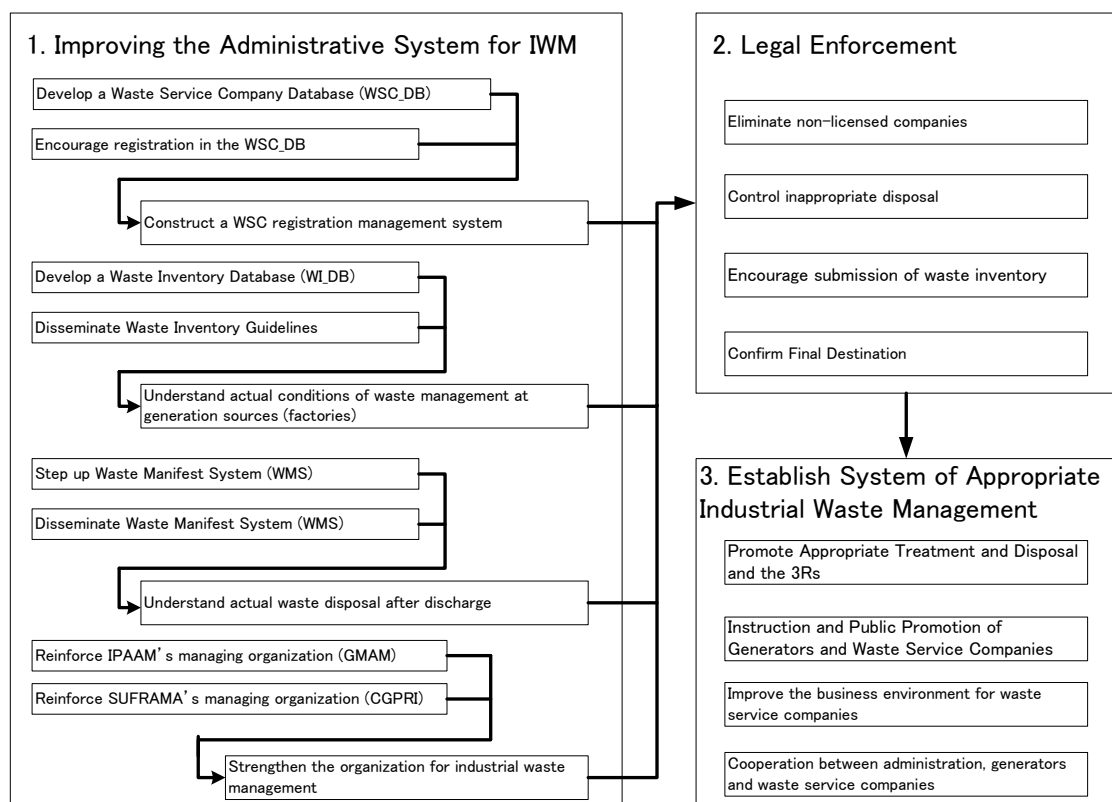 1. Improving the Administrative System for IWM
Develop a Waste Service Company Database (WSC_DB)
Encourage registration in the WSC_DB
Construct a WSC registration management system
Develop a Waste Inventory Database (WI_DB)
Disseminate Waste Inventory Guidelines
Understand actual conditions of waste management at
generation sources (factories)
Step up Waste Manifest System (WMS)
Disseminate Waste Manifest System (WMS)
Understand actual waste disposal after discharge
Reinforce IPAAM's managing organization (GMAM)
Reinforce SUFRAMA's managing organization (CGPRI)
Strengthen the organization for industrial waste
management
2. Legal Enforcement
Eliminate non-licensed companies
Control inappropriate disposal
Encourage submission of waste inventory
Confirm Final Destination
3. Establish System of Appropriate
Industrial Waste Management
Promote Appropriate Treatment and Disposal
and the 3Rs
Instruction and Public Promotion of
Generators and Waste Service Companies
Improve the business environment for waste
service companies
Cooperation between administration, generators
and waste service companies